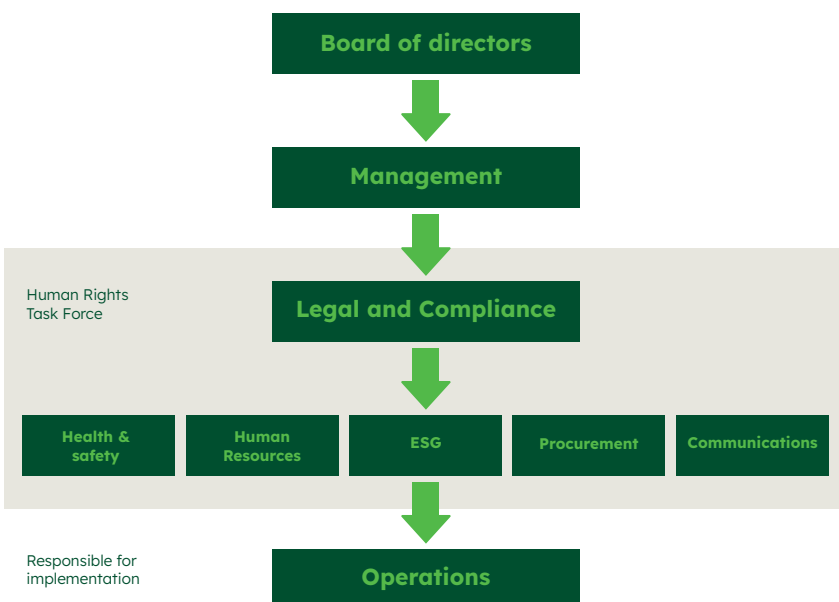 Board of directors
Management
Human Rights
Task Force
Legal and Compliance
Health &
safety
Human
Resources
ESG
Procurement
Communications
Responsible for
implementation
Operations